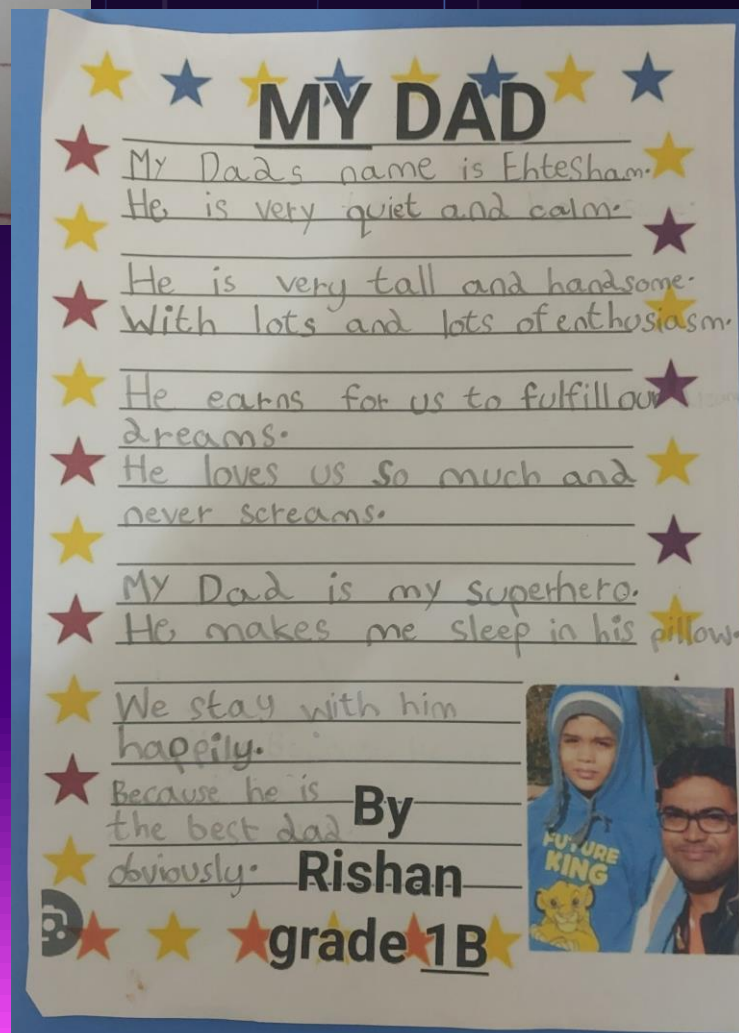 MY DAD
My Dads name is Ehtesham.
He is very quiet and calm.
He is very tall and handsome.
With lots and lots of enthusiasm.
He earns for us to fulfill our
dreams.
He loves us so much and
never screams.
My Dad is my superhero.
He makes me sleep in his pillow.
We stay with him
happily.
Because he is
the best dad
obviously.
By
Rishan
grade 1B
FUTURE
KING